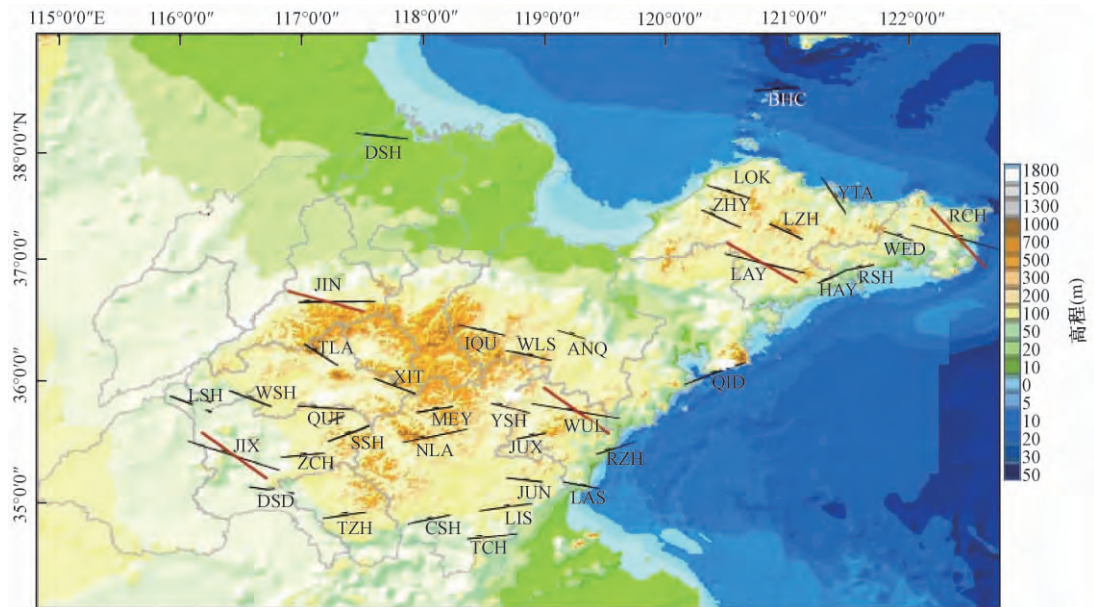 115°0'0"E 116°0'0" 117°0'0" 118°0'0" 119°0'0" 120°0'0" 121°0'0" 122°0'0"
38°0'0"N
37°0'0"
36°0'0"
35°0'0"
BHC
DSH
LOK
YTA
ZHY
LZH
RCH
WED
LAY
RSH
HAY
JIN
TLA
IQU
WLS
ANQ
XIT
QID
LSH
WSH
QUF
MEY
YSH
WUL
SSH
JIX
NLA
JUX
ZCH
RZH
DSD
JUN
LAS
TZH
CSH
LIS
TCH
1800
1500
1300
1000
700
500
300
200
100
50
20
10
0
5
10
20
30
50
高程(m)